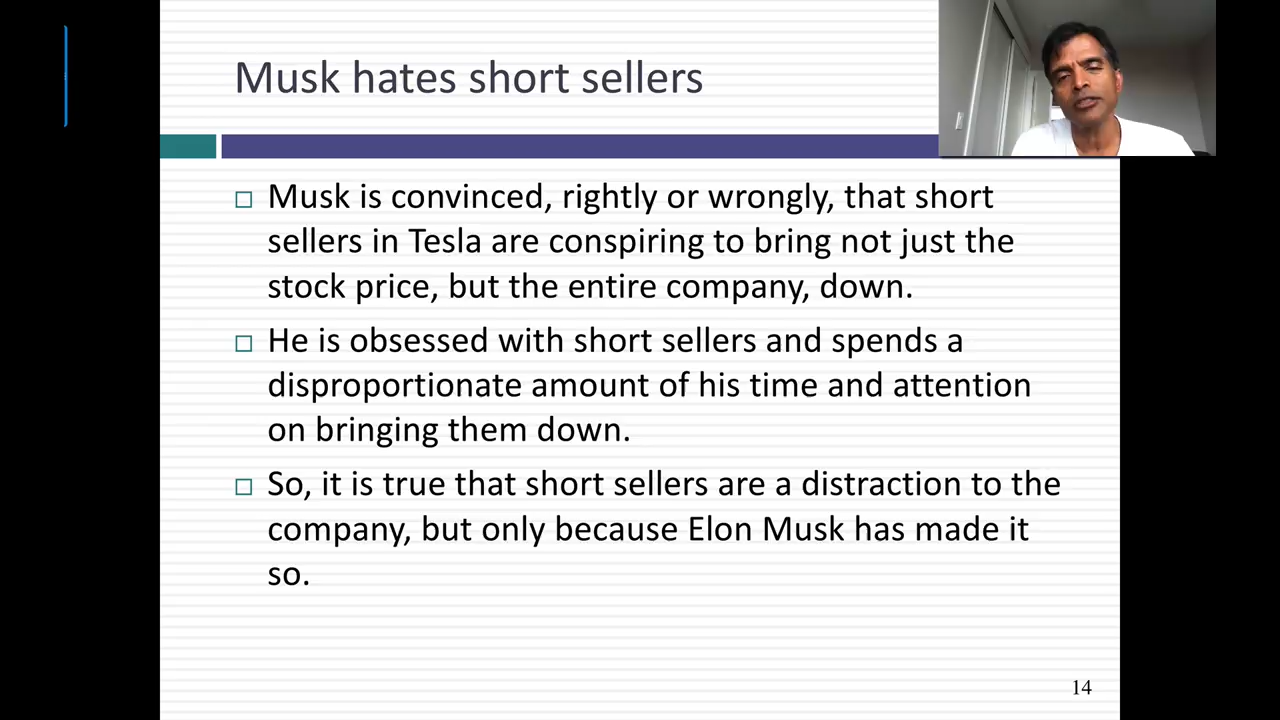 Musk hates short sellers
Musk is convinced, rightly or wrongly, that short
sellers in Tesla are conspiring to bring not just the
stock price, but the entire company, down.
He is obsessed with short sellers and spends a
disproportionate amount of his time and attention
on bringing them down.
So, it is true that short sellers are a distraction to the
company, but only because Elon Musk has made it
so.
14